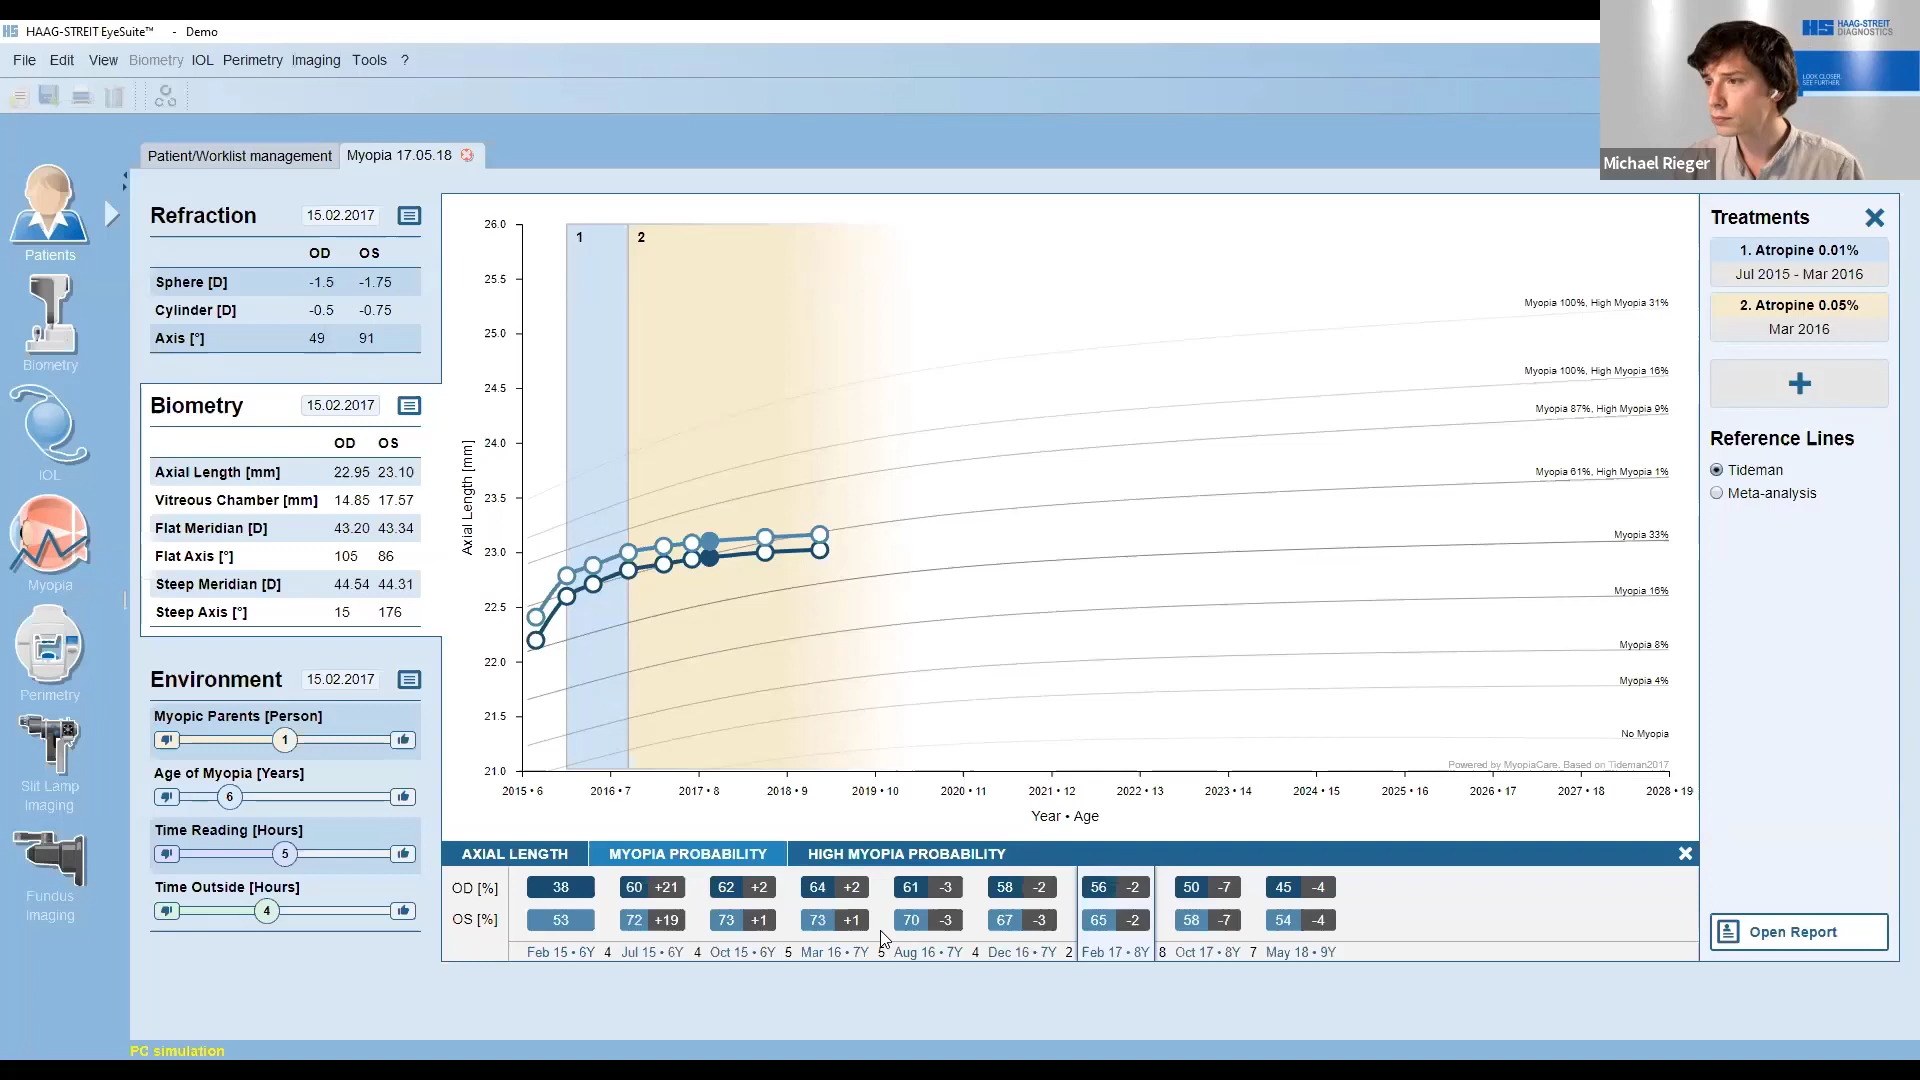 HAAG-STREIT EyeSuite™ - Demo
File Edit View Biometry IOL Perimetry Imaging Tools ?
HS HAAG-STREIT
DIAGNOSTICS
LOOK CLOSER.
SEE FURTHER.
Michael Rieger
Patients
Biometry
IOL
Myopia
Perimetry
Slit Lamp
Imaging
Fundus
Imaging
Patient/Worklist management Myopia 17.05.18
Refraction 15.02.2017
OD OS
Sphere [D] -1.5 -1.75
Cylinder [D] -0.5 -0.75
Axis [°] 49 91
Biometry 15.02.2017
OD OS
Axial Length [mm] 22.95 23.10
Vitreous Chamber [mm] 14.85 17.57
Flat Meridian [D] 43.20 43.34
Flat Axis [°] 105 86
Steep Meridian [D] 44.54 44.31
Steep Axis [°] 15 176
Environment 15.02.2017
Myopic Parents [Person]
1
Age of Myopia [Years]
6
Time Reading [Hours]
5
Time Outside [Hours]
4
Axial Length [mm]
26.0
25.5
25.0
24.5
24.0
23.5
23.0
22.5
22.0
21.5
21.0
1 2
Myopia 100%, High Myopia 31%
Myopia 100%, High Myopia 16%
Myopia 87%, High Myopia 9%
Myopia 61%, High Myopia 1%
Myopia 33%
Myopia 16%
Myopia 8%
Myopia 4%
No Myopia
Powered by MyopiaCare. Based on Tideman2017
2015 • 6 2016 • 7 2017 • 8 2018 • 9 2019 • 10 2020 • 11 2021 • 12 2022 • 13 2023 • 14 2024 • 15 2025 • 16 2026 • 17 2027 • 18 2028 • 19
Year • Age
AXIAL LENGTH MYOPIA PROBABILITY HIGH MYOPIA PROBABILITY
OD [%] 38 60 +21 62 +2 64 +2 61 -3 58 -2 56 -2 50 -7 45 -4
OS [%] 53 72 +19 73 +1 73 +1 70 -3 67 -3 65 -2 58 -7 54 -4
Feb 15 • 6Y 4 Jul 15 • 6Y 4 Oct 15 • 6Y 5 Mar 16 • 7Y 5 Aug 16 • 7Y 4 Dec 16 • 7Y 2 Feb 17 • 8Y 8 Oct 17 • 8Y 7 May 18 • 9Y
Treatments
1. Atropine 0.01%
Jul 2015 - Mar 2016
2. Atropine 0.05%
Mar 2016
Reference Lines
Tideman
Meta-analysis
Open Report
PC simulation